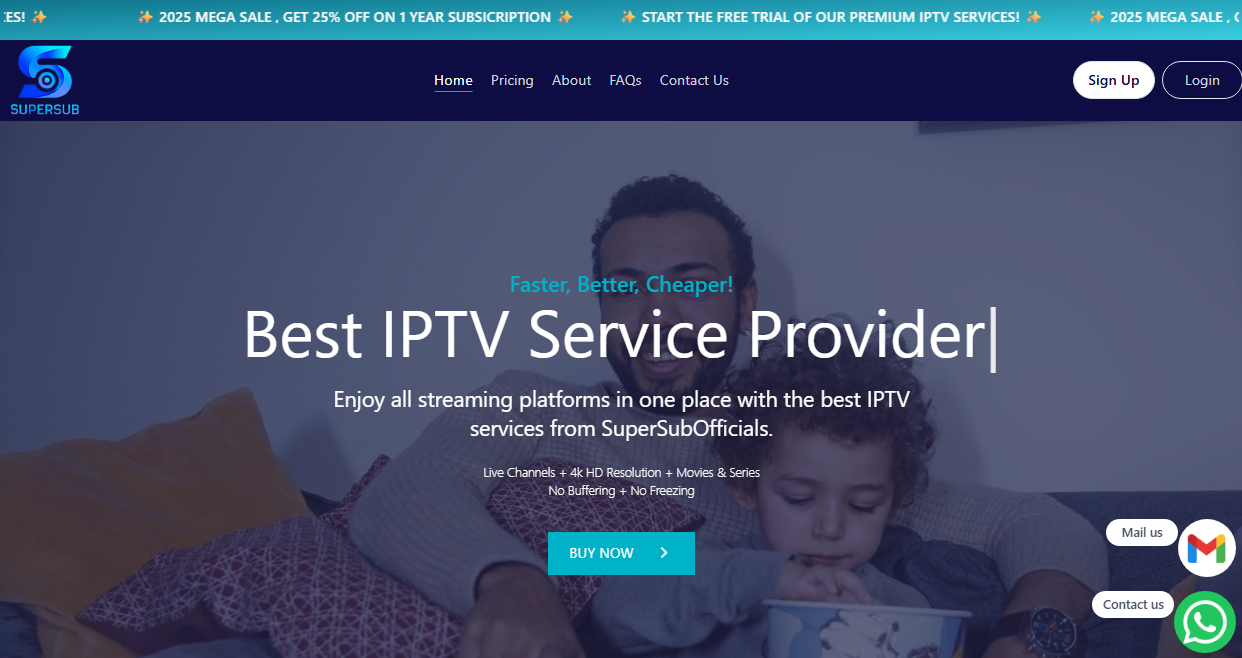 ES! ✨ ✨ 2025 MEGA SALE , GET 25% OFF ON 1 YEAR SUBSICRIPTION ✨ ✨ START THE FREE TRIAL OF OUR PREMIUM IPTV SERVICES! ✨ ✨ 2025 MEGA SALE ,
SUPERSUB
Home Pricing About FAQs Contact Us
Sign Up Login
Faster, Better, Cheaper!
Best IPTV Service Provider|
Enjoy all streaming platforms in one place with the best IPTV
services from SuperSubOfficials.
Live Channels + 4k HD Resolution + Movies & Series
No Buffering + No Freezing
BUY NOW
Mail us
Contact us